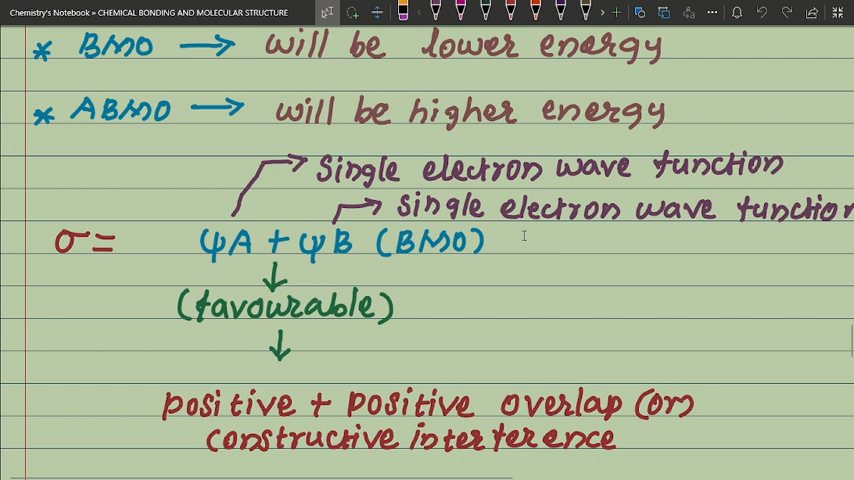 Chemistry's Notebook » CHEMICAL BONDING AND MOLECULAR STRUCTURE
* BMO → will be lower energy
* ABMO → will be higher energy
Single electron wave function
Single electron wave function
σ = ψA + ψB (BMO)
↓
(favourable)
↓
positive + positive overlap (or)
constructive interference